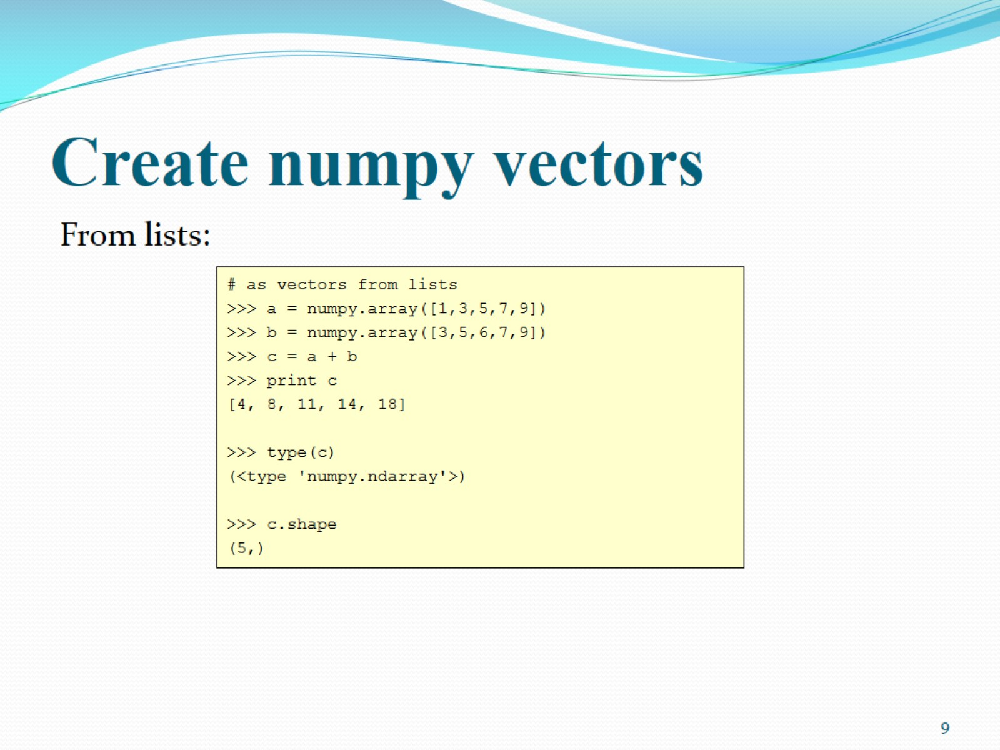 Create numpy vectors
From lists:
# as vectors from lists
>>> a = numpy.array([1,3,5,7,9])
>>> b = numpy.array([3,5,6,7,9])
>>> c = a + b
>>> print c
[4, 8, 11, 14, 18]
>>> type(c)
(<type 'numpy.ndarray'>)
>>> c.shape
(5,)
9